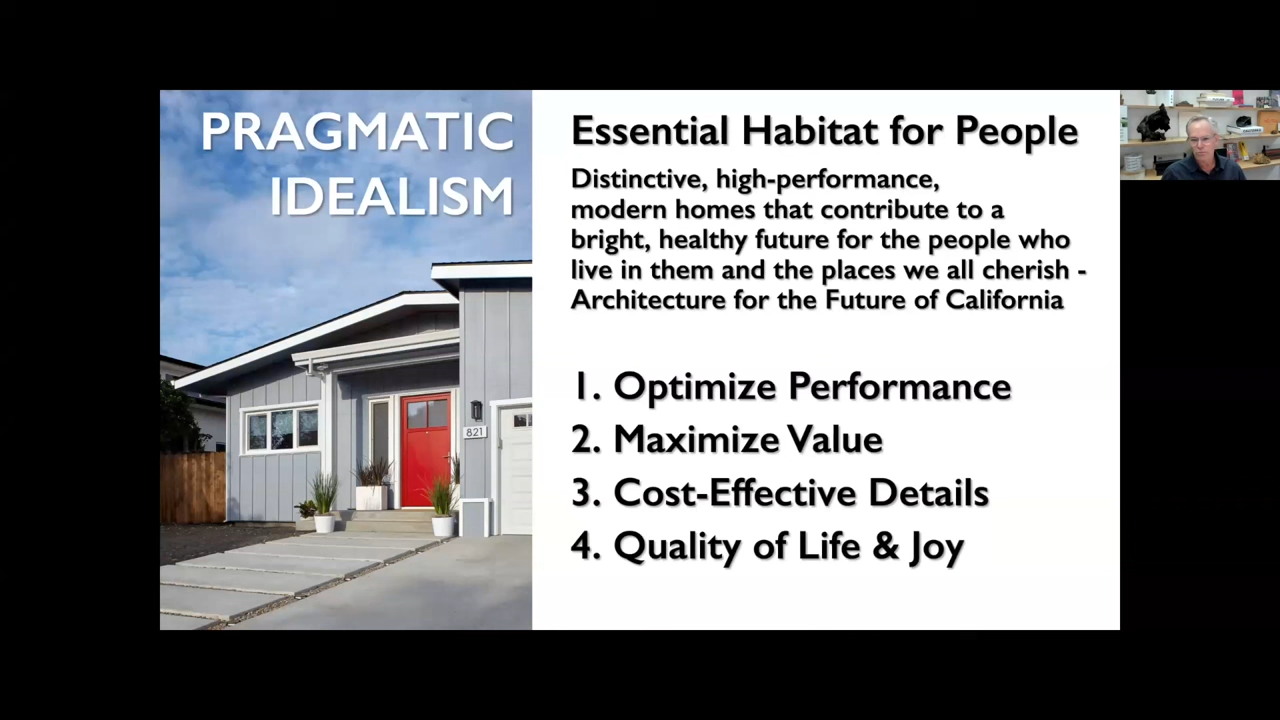 PRAGMATIC
IDEALISM
Essential Habitat for People
Distinctive, high-performance,
modern homes that contribute to a
bright, healthy future for the people who
live in them and the places we all cherish -
Architecture for the Future of California
1. Optimize Performance
2. Maximize Value
3. Cost-Effective Details
4. Quality of Life & Joy
821